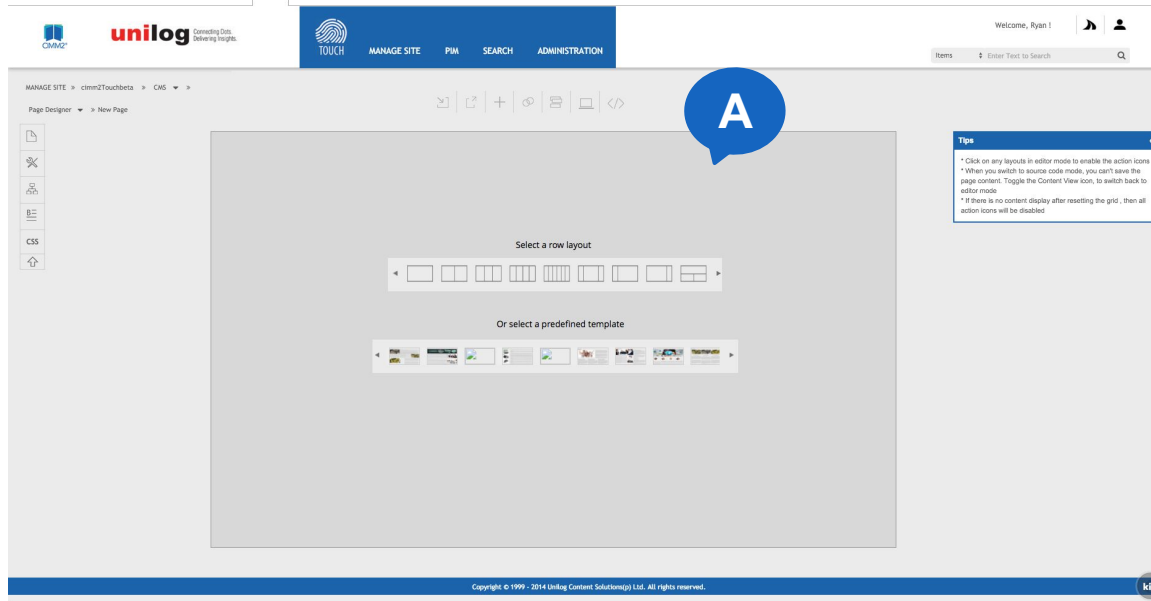 CIMM2®
unilog Connecting Dots.
Delivering Insights.
TOUCH
MANAGE SITE PIM SEARCH ADMINISTRATION
Welcome, Ryan !
Items Enter Text to Search
MANAGE SITE » cimm2Touchbeta » CMS »
Page Designer » New Page
A
CSS
Select a row layout
Or select a predefined template
Tips
* Click on any layouts in editor mode to enable the action icons
* When you switch to source code mode, you can't save the
page content. Toggle the Content View icon, to switch back to
editor mode
* If there is no content display after resetting the grid , then all
action icons will be disabled
Copyright © 1999 - 2014 Unilog Content Solutions(p) Ltd. All rights reserved.
ki